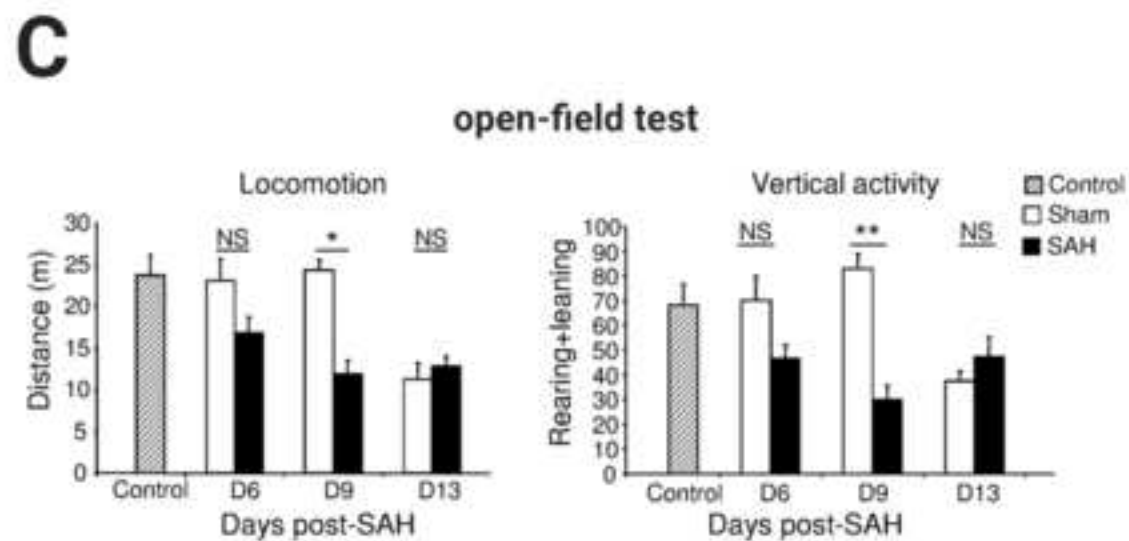 C
open-field test
Locomotion
Distance (m)
30
25
20
15
10
5
0
NS
*
NS
Control D6 D9 D13
Days post-SAH
Vertical activity
Rearing+leaning
100
90
80
70
60
50
40
30
20
10
0
NS
**
NS
Control D6 D9 D13
Days post-SAH
Control
Sham
SAH